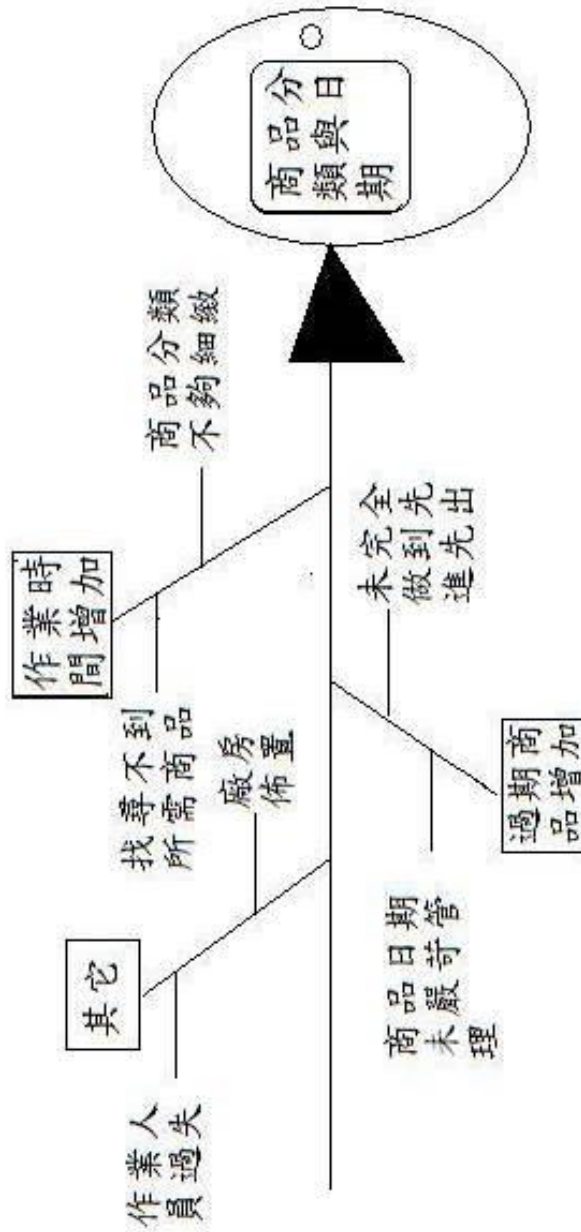 其它
作業人
員過失
廠房
佈置
作業時
間增加
找尋不到
所需商品
商品分類
不夠細緻
過期商
品增加
商品日期
未嚴苛管
理
未完全
做到先
進先出
商品分
類與日
期